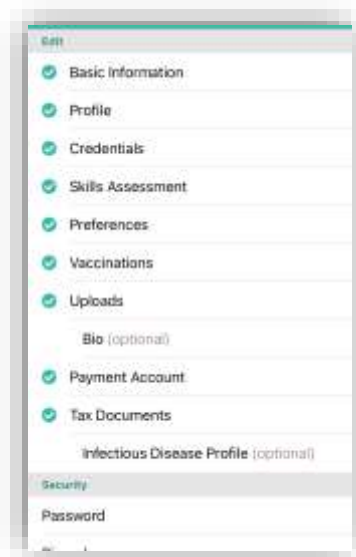 Edit
Basic Information
Profile
Credentials
Skills Assessment
Preferences
Vaccinations
Uploads
Bio (optional)
Payment Account
Tax Documents
Infectious Disease Profile (optional)
Security
Password